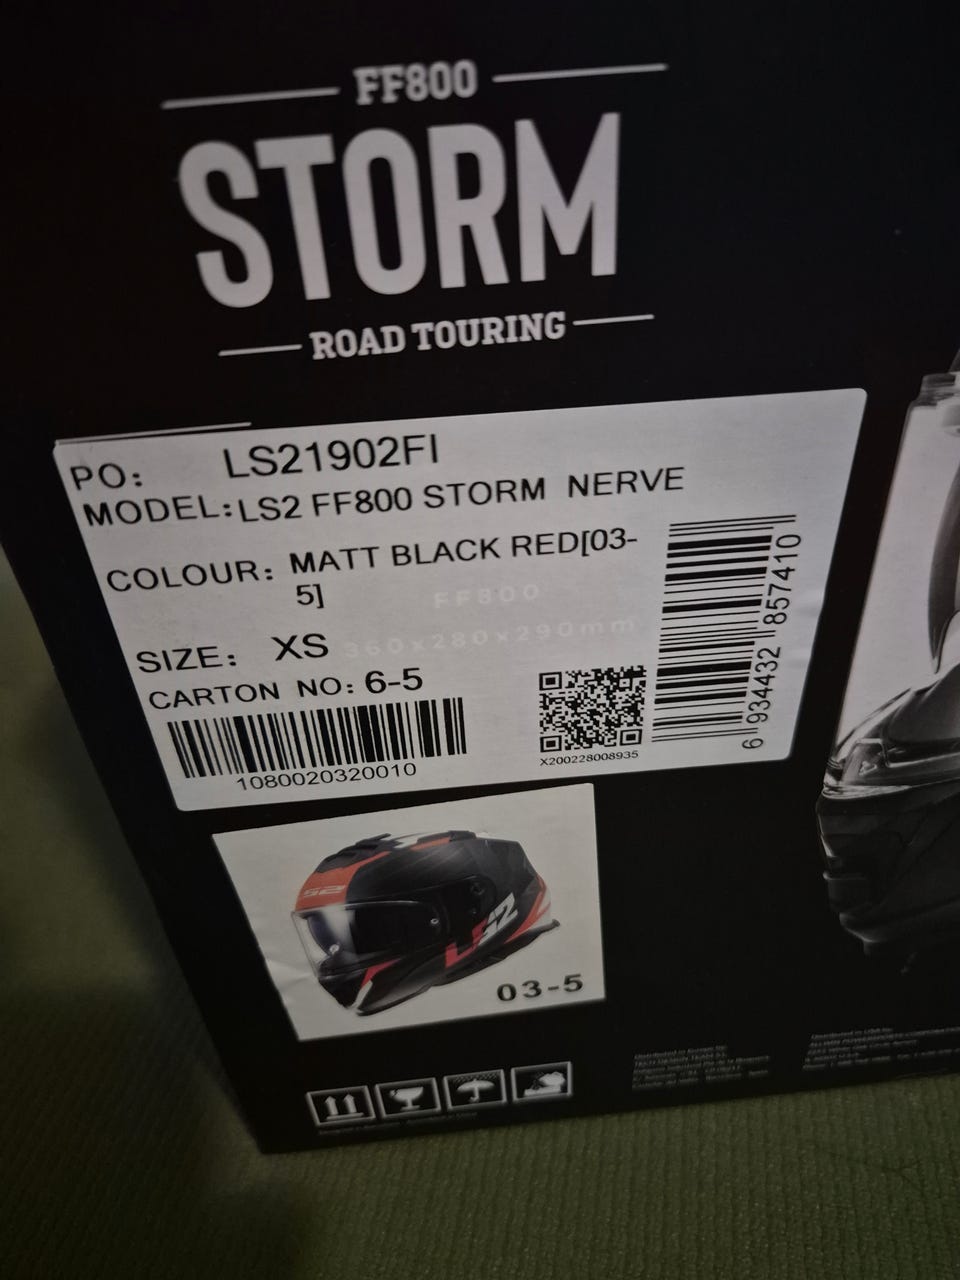 FF800
STORM
ROAD TOURING
PO: LS21902FI
MODEL: LS2 FF800 STORM NERVE
COLOUR: MATT BLACK RED[03-
5]
FF800
SIZE: XS
360x280x290mm
CARTON NO: 6-5
1080020320010
X200228008935
6 934432 857410
LS2
03-5